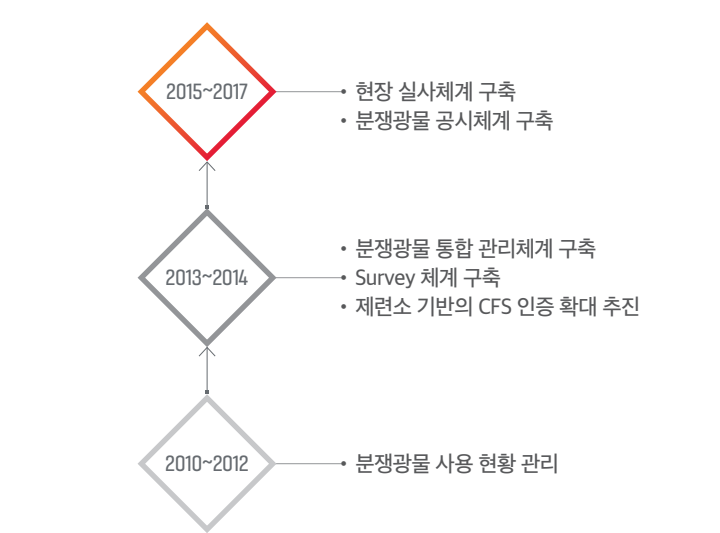 2015~2017
• 현장 실사체계 구축
• 분쟁광물 공시체계 구축
2013~2014
• 분쟁광물 통합 관리체계 구축
• Survey 체계 구축
• 제련소 기반의 CFS 인증 확대 추진
2010~2012
• 분쟁광물 사용 현황 관리